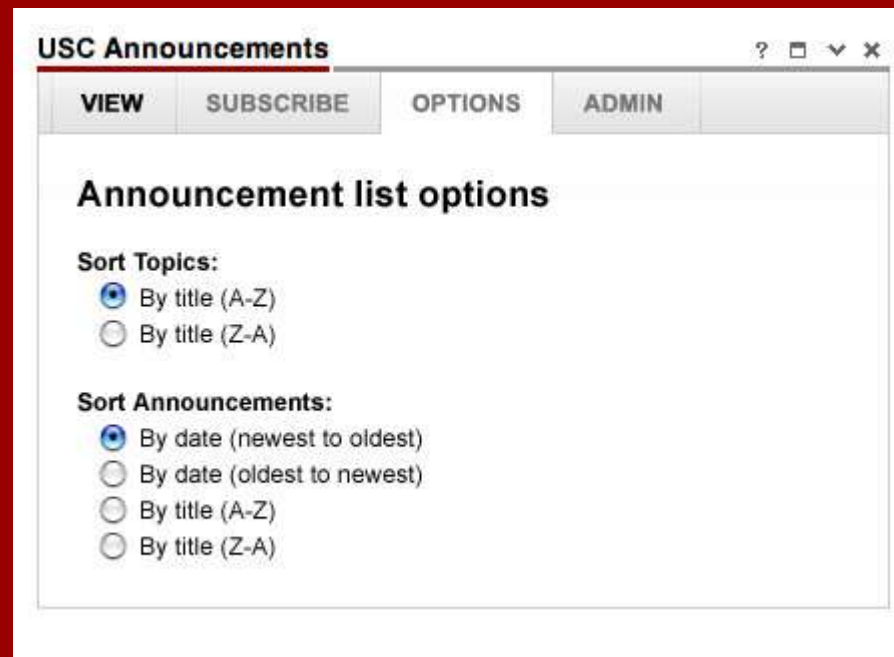 USC Announcements
VIEW SUBSCRIBE OPTIONS ADMIN
Announcement list options
Sort Topics:
By title (A-Z)
By title (Z-A)
Sort Announcements:
By date (newest to oldest)
By date (oldest to newest)
By title (A-Z)
By title (Z-A)